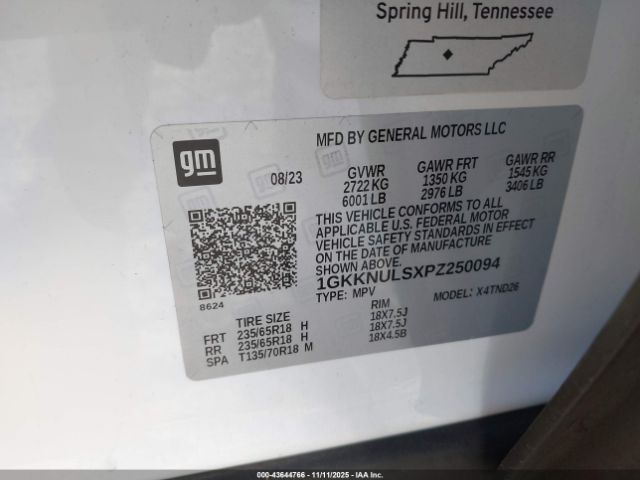 Spring Hill, Tennessee
gm
MFD BY GENERAL MOTORS LLC
08/23
GVWR GAWR FRT GAWR RR
2722 KG 1350 KG 1545 KG
6001 LB 2976 LB 3406 LB
THIS VEHICLE CONFORMS TO ALL
APPLICABLE U.S. FEDERAL MOTOR
VEHICLE SAFETY STANDARDS IN EFFECT
ON THE DATE OF MANUFACTURE
SHOWN ABOVE.
1GKKNULSXPZ250094
TYPE: MPV MODEL: X4TND26
8624
TIRE SIZE RIM
FRT 235/65R18 H 18X7.5J
RR 235/65R18 H 18X7.5J
SPA T135/70R18 M 18X4.5B
000-43644766 11/11/2025 - IAA Inc.